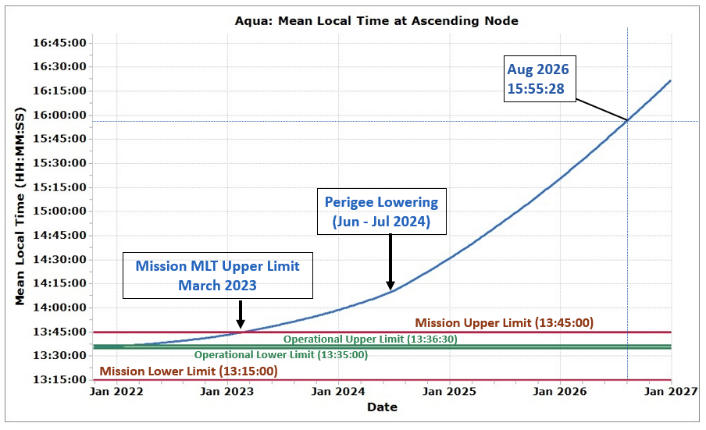 Aqua: Mean Local Time at Ascending Node
Mean Local Time (HH:MM:SS)
16:45:00
16:30:00
16:15:00
16:00:00
15:45:00
15:30:00
15:15:00
15:00:00
14:45:00
14:30:00
14:15:00
14:00:00
13:45:00
13:30:00
13:15:00
Aug 2026
15:55:28
Perigee Lowering
(Jun - Jul 2024)
Mission MLT Upper Limit
March 2023
Mission Upper Limit (13:45:00)
Operational Upper Limit (13:36:30)
Operational Lower Limit (13:35:00)
Mission Lower Limit (13:15:00)
Jan 2022
Jan 2023
Jan 2024
Jan 2025
Jan 2026
Jan 2027
Date